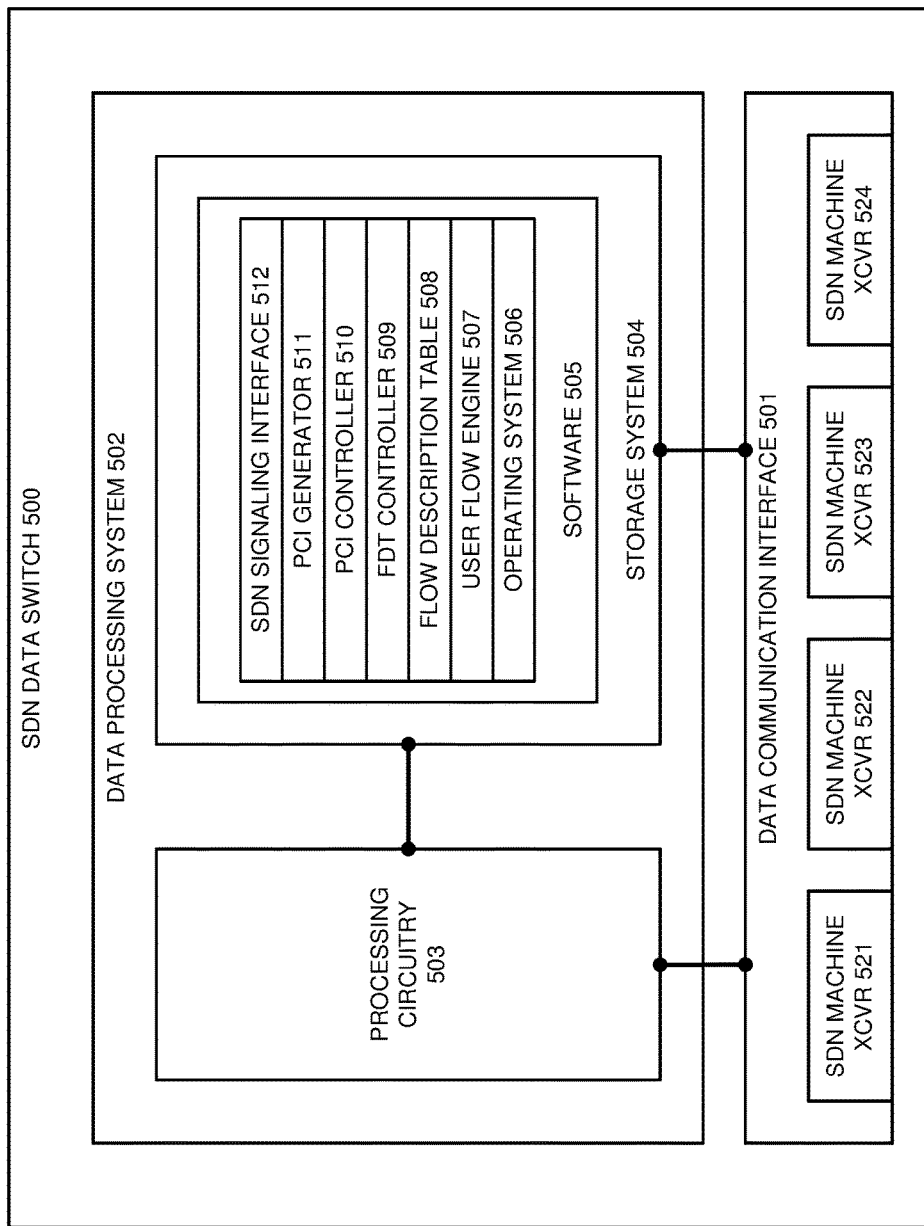 SDN DATA SWITCH 500
DATA PROCESSING SYSTEM 502
PROCESSING
CIRCUITRY
503
SDN SIGNALING INTERFACE 512
PCI GENERATOR 511
PCI CONTROLLER 510
FDT CONTROLLER 509
FLOW DESCRIPTION TABLE 508
USER FLOW ENGINE 507
OPERATING SYSTEM 506
SOFTWARE 505
STORAGE SYSTEM 504
DATA COMMUNICATION INTERFACE 501
SDN MACHINE
XCVR 521
SDN MACHINE
XCVR 522
SDN MACHINE
XCVR 523
SDN MACHINE
XCVR 524